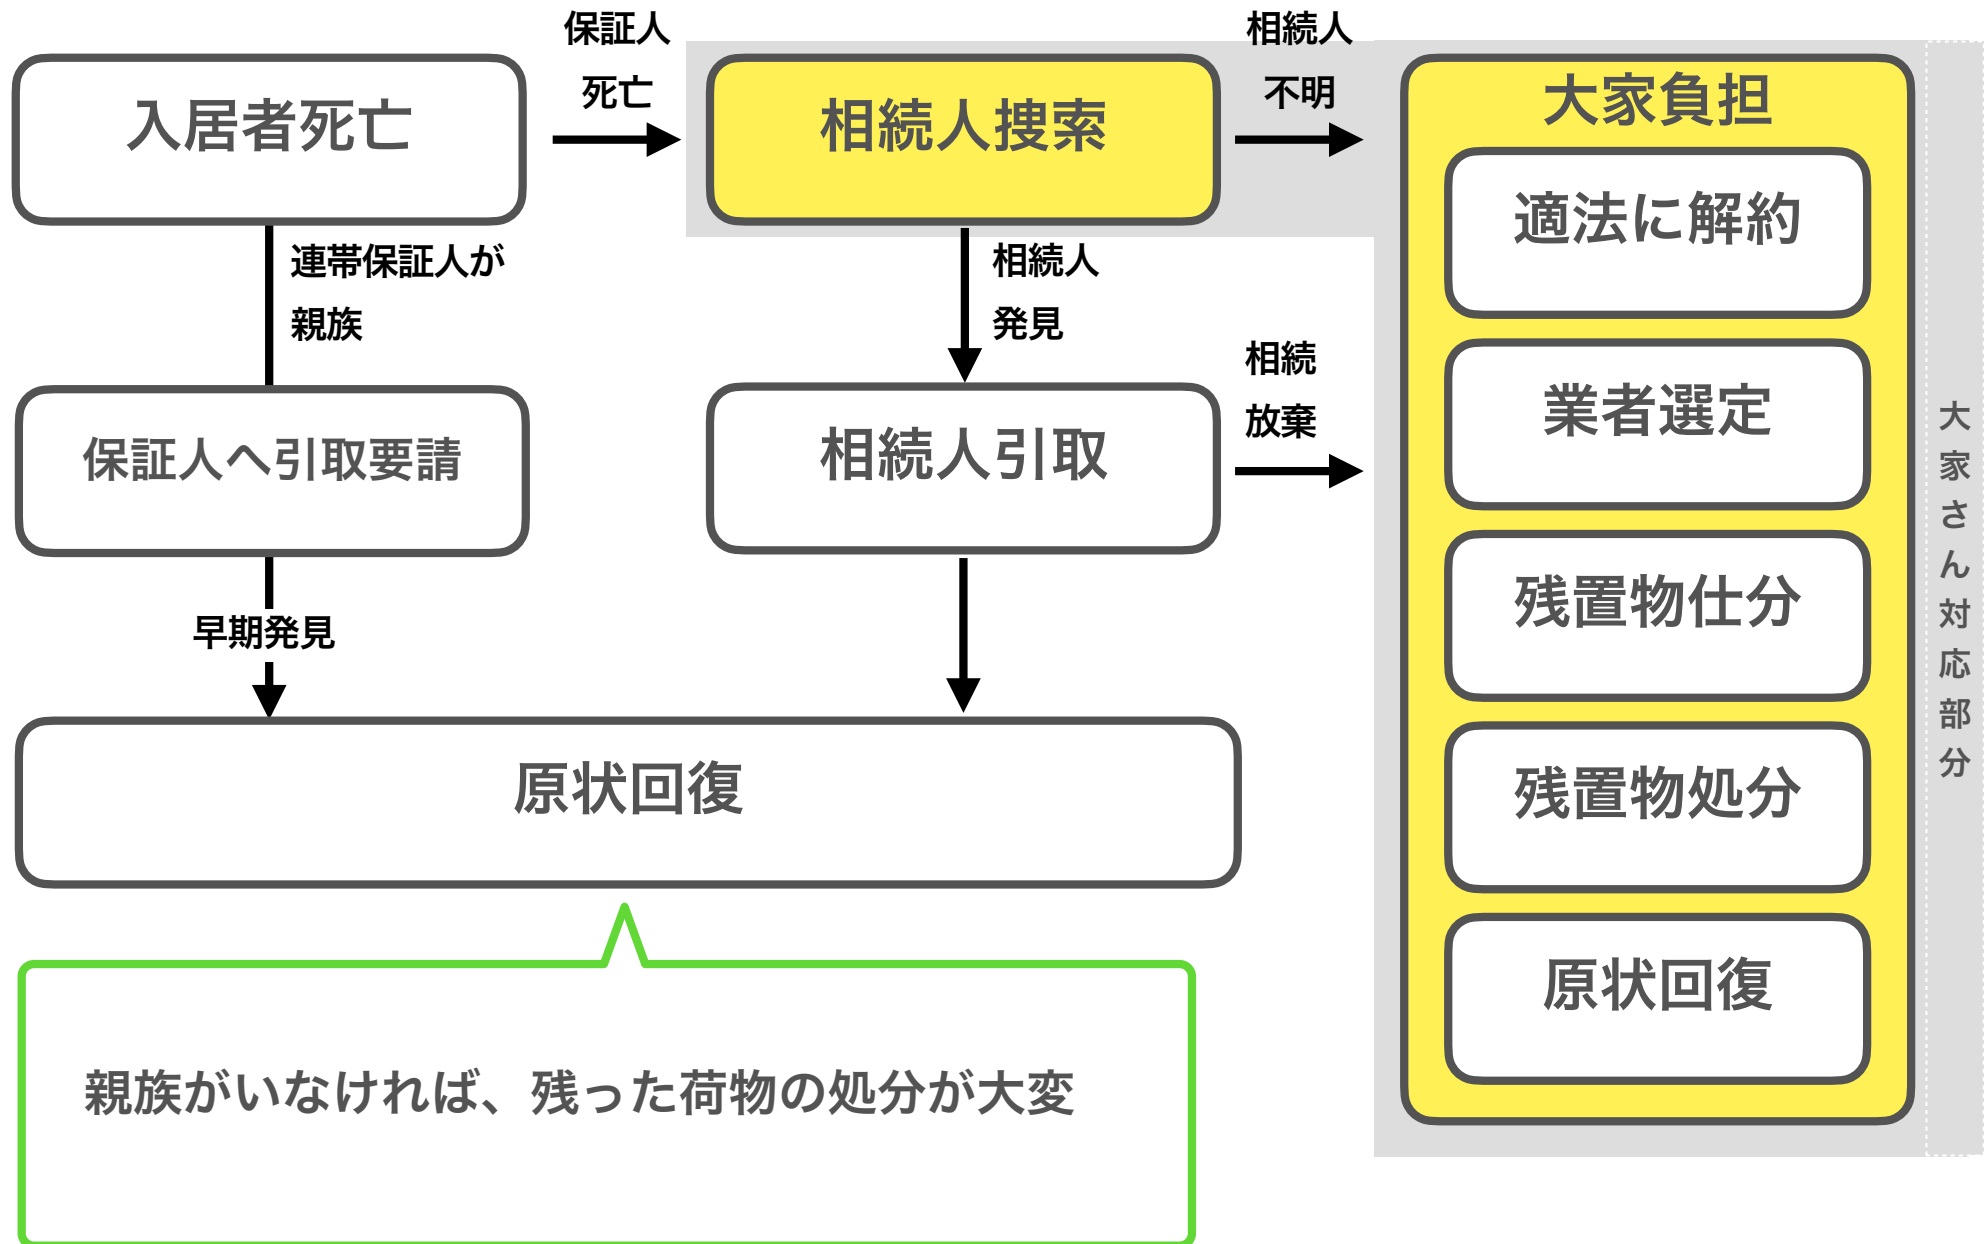 保証人
死亡
相続人
不明
入居者死亡
相続人捜索
大家負担
適法に解約
連帯保証人が
親族
相続人
発見
相続
放棄
業者選定
保証人へ引取要請
相続人引取
残置物仕分
早期発見
原状回復
残置物処分
原状回復
大家さん対応部分
親族がいなければ、残った荷物の処分が大変